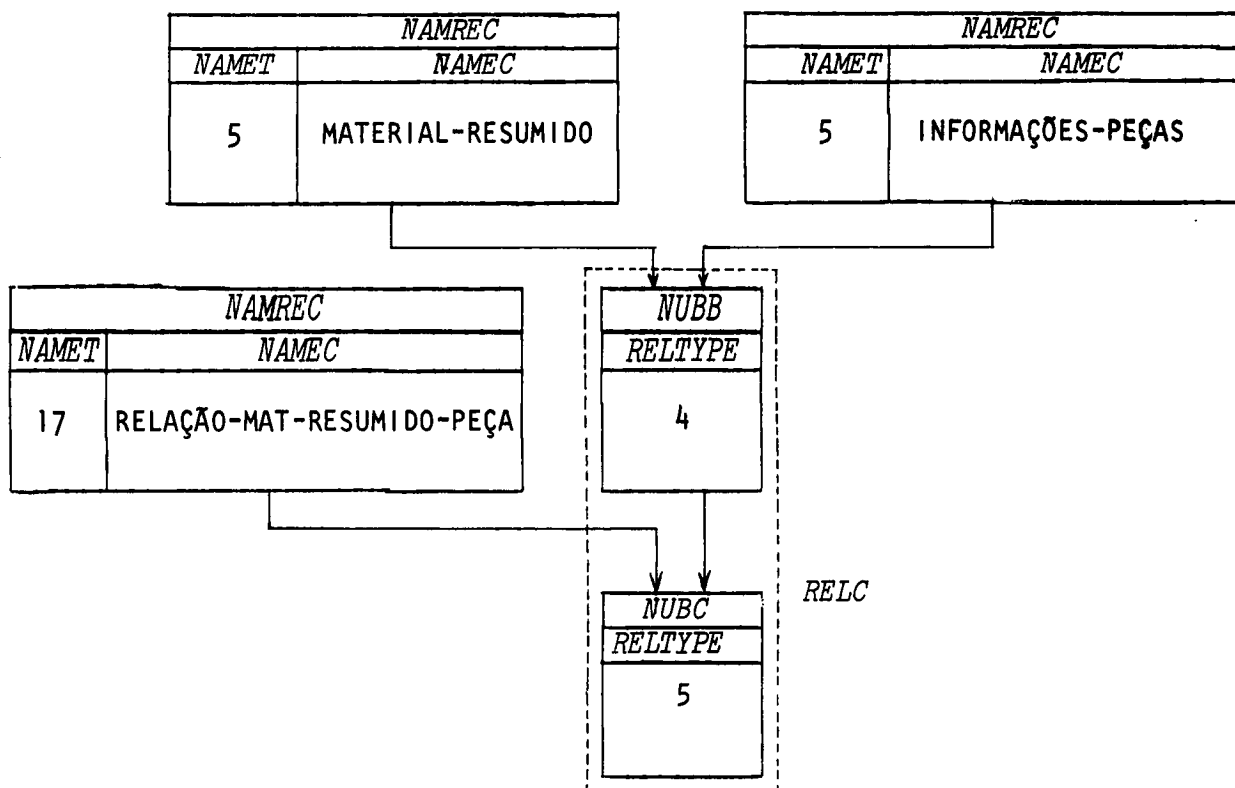 NAMREC
NAMET NAMEC
5 MATERIAL-RESUMIDO
NAMREC
NAMET NAMEC
5 INFORMAÇÕES-PEÇAS
NAMREC
NAMET NAMEC
17 RELAÇÃO-MAT-RESUMIDO-PEÇA
NUBB
RELTYPE
4
RELC
NUBC
RELTYPE
5